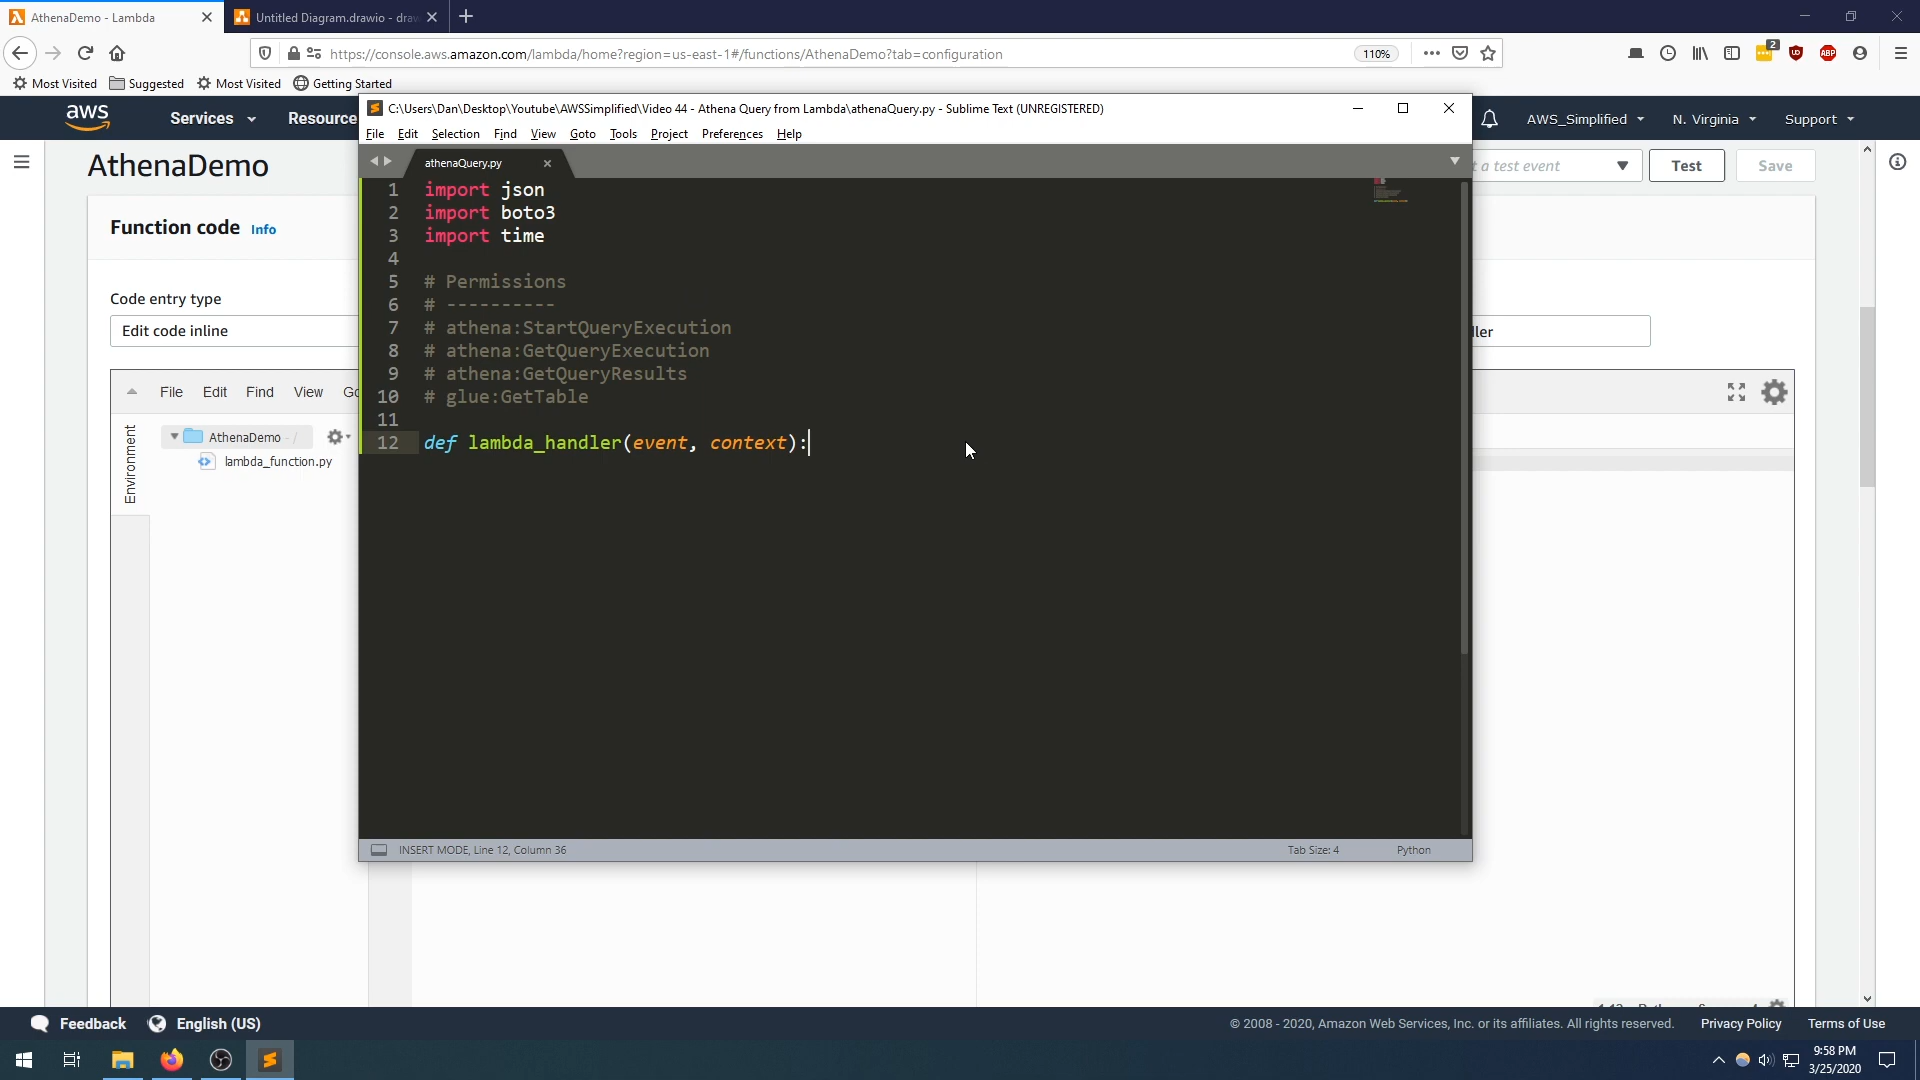 AthenaDemo - Lambda
Untitled Diagram.drawio - draw
https://console.aws.amazon.com/lambda/home?region=us-east-1#/functions/AthenaDemo?tab=configuration
110%
2
Most Visited
Suggested
Most Visited
Getting Started
aws
Services
Resource
AWS_Simplified
N. Virginia
Support
C:\Users\Dan\Desktop\Youtube\AWSSimplified\Video 44 - Athena Query from Lambda\athenaQuery.py - Sublime Text (UNREGISTERED)
File Edit Selection Find View Goto Tools Project Preferences Help
athenaQuery.py
1 import json
2 import boto3
3 import time
4
5 # Permissions
6 # ----------
7 # athena:StartQueryExecution
8 # athena:GetQueryExecution
9 # athena:GetQueryResults
10 # glue:GetTable
11
12 def lambda_handler(event, context):
INSERT MODE, Line 12, Column 36
Tab Size: 4
Python
AthenaDemo
t a test event
Test
Save
Function code Info
Code entry type
Edit code inline
ller
File Edit Find View Go
Environment
AthenaDemo - /
lambda_function.py
Feedback
English (US)
© 2008 - 2020, Amazon Web Services, Inc. or its affiliates. All rights reserved.
Privacy Policy
Terms of Use
9:58 PM
3/25/2020